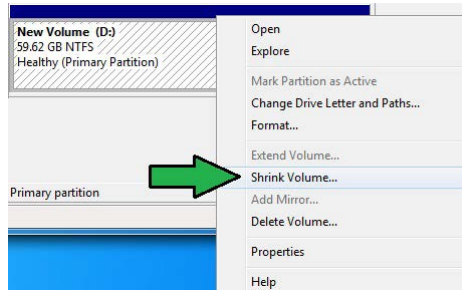 New Volume (D:)
59.62 GB NTFS
Healthy (Primary Partition)
Primary partition
Open
Explore
Mark Partition as Active
Change Drive Letter and Paths...
Format...
Extend Volume...
Shrink Volume...
Add Mirror...
Delete Volume...
Properties
Help